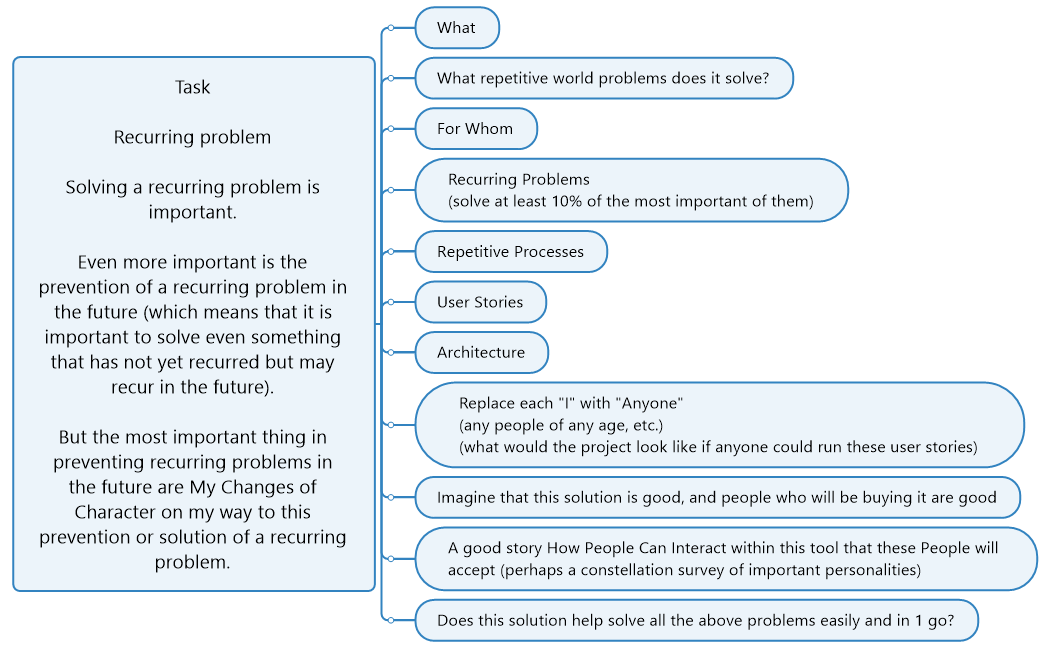 Task
Recurring problem
Solving a recurring problem is
important.
Even more important is the
prevention of a recurring problem in
the future (which means that it is
important to solve even something
that has not yet recurred but may
recur in the future).
But the most important thing in
preventing recurring problems in
the future are My Changes of
Character on my way to this
prevention or solution of a recurring
problem.
What
What repetitive world problems does it solve?
For Whom
Recurring Problems
(solve at least 10% of the most important of them)
Repetitive Processes
User Stories
Architecture
Replace each "I" with "Anyone"
(any people of any age, etc.)
(what would the project look like if anyone could run these user stories)
Imagine that this solution is good, and people who will be buying it are good
A good story How People Can Interact within this tool that these People will
accept (perhaps a constellation survey of important personalities)
Does this solution help solve all the above problems easily and in 1 go?